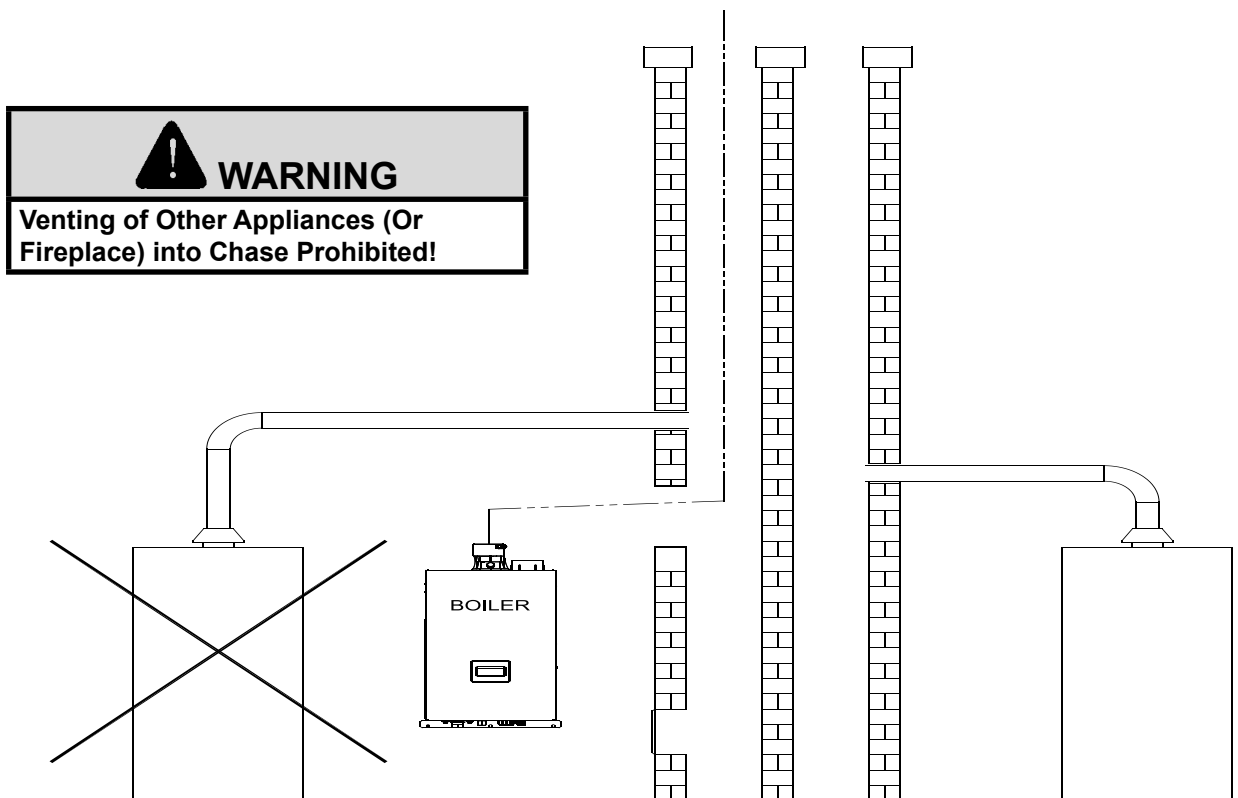 WARNING
Venting of Other Appliances (Or
Fireplace) into Chase Prohibited!
BOILER